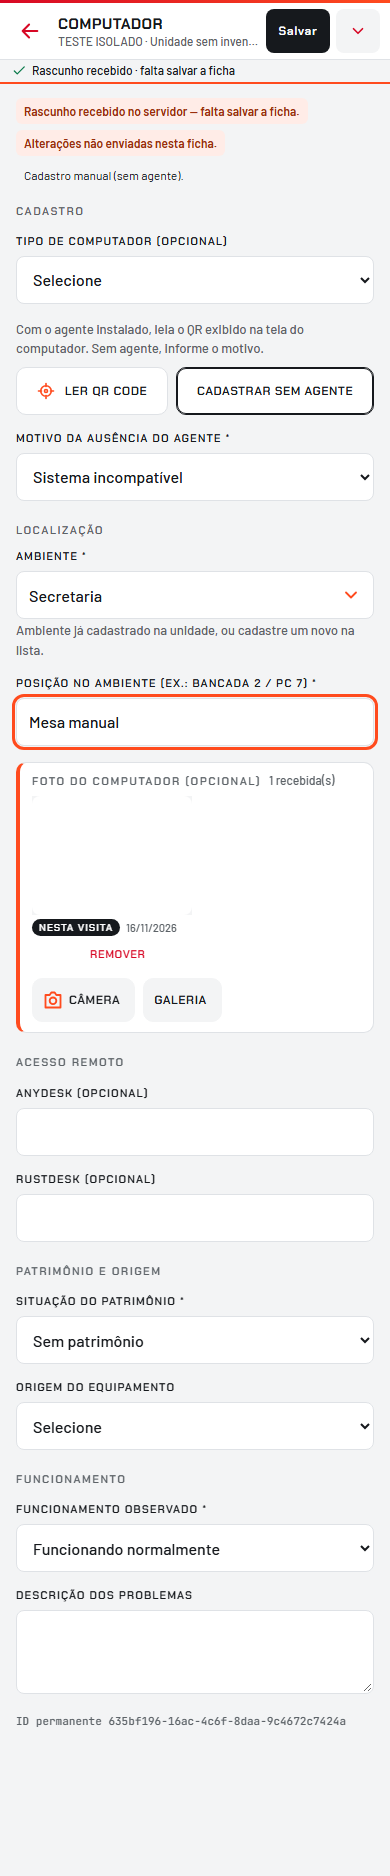 COMPUTADOR
TESTE ISOLADO · Unidade sem inven...
Salvar
Rascunho recebido · falta salvar a ficha
Rascunho recebido no servidor — falta salvar a ficha.
Alterações não enviadas nesta ficha.
Cadastro manual (sem agente).
CADASTRO
TIPO DE COMPUTADOR (OPCIONAL)
Selecione
Com o agente instalado, leia o QR exibido na tela do
computador. Sem agente, informe o motivo.
LER QR CODE
CADASTRAR SEM AGENTE
MOTIVO DA AUSÊNCIA DO AGENTE *
Sistema incompatível
LOCALIZAÇÃO
AMBIENTE *
Secretaria
Ambiente já cadastrado na unidade, ou cadastre um novo na
lista.
POSIÇÃO NO AMBIENTE (EX.: BANCADA 2 / PC 7) *
Mesa manual
FOTO DO COMPUTADOR (OPCIONAL) 1 recebida(s)
NESTA VISITA 16/11/2026
REMOVER
CÂMERA
GALERIA
ACESSO REMOTO
ANYDESK (OPCIONAL)
RUSTDESK (OPCIONAL)
PATRIMÔNIO E ORIGEM
SITUAÇÃO DO PATRIMÔNIO *
Sem patrimônio
ORIGEM DO EQUIPAMENTO
Selecione
FUNCIONAMENTO
FUNCIONAMENTO OBSERVADO *
Funcionando normalmente
DESCRIÇÃO DOS PROBLEMAS
ID permanente 635bf196-16ac-4c6f-8daa-9c4672c7424a